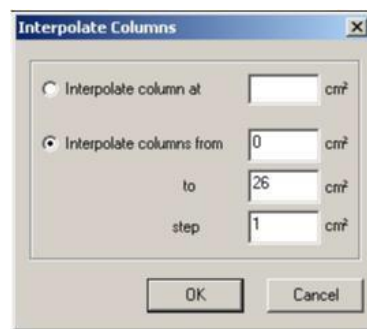 Interpolate Columns
Interpolate column at cm²
Interpolate columns from 0 cm²
to 26 cm²
step 1 cm²
OK Cancel